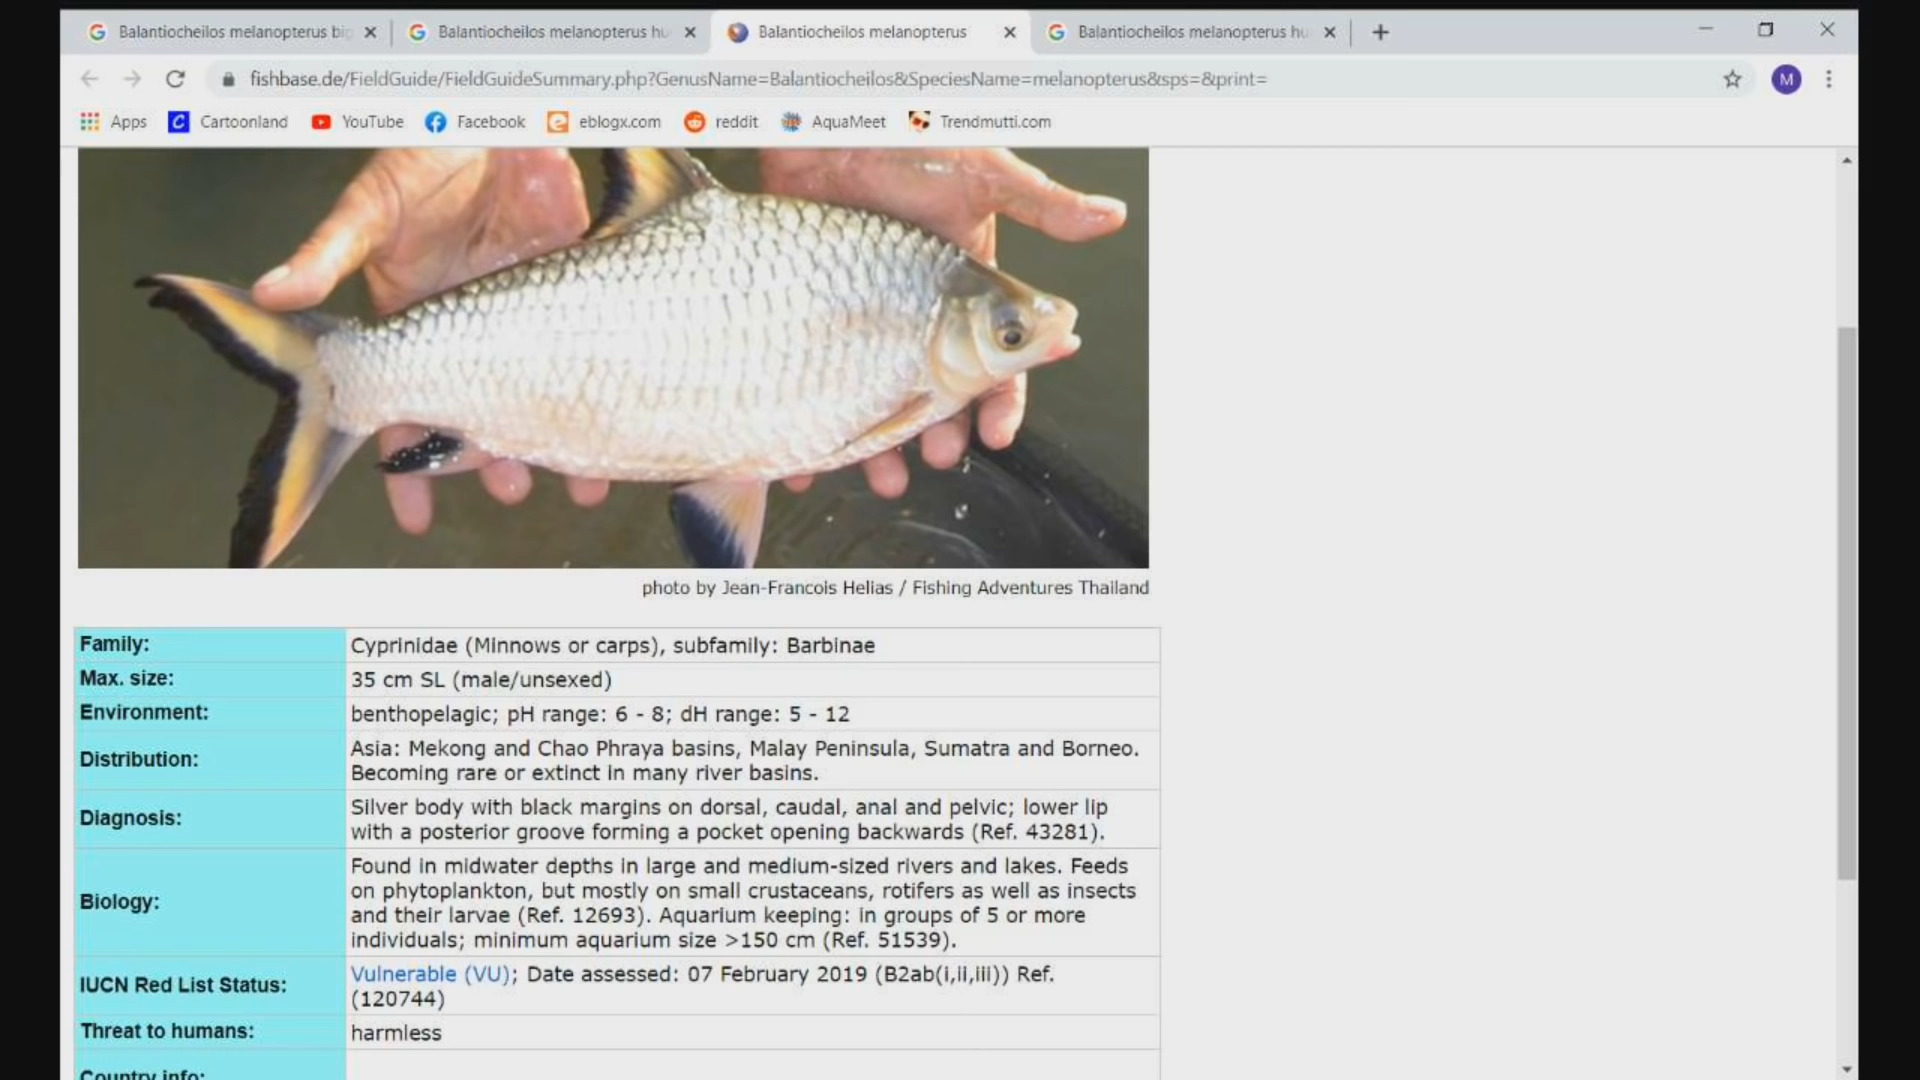 Balantiocheilos melanopterus big
Balantiocheilos melanopterus hu
Balantiocheilos melanopterus
Balantiocheilos melanopterus hu
fishbase.de/FieldGuide/FieldGuideSummary.php?GenusName=Balantiocheilos&SpeciesName=melanopterus&sps=&print=
M
Apps
Cartoonland
YouTube
Facebook
eblogx.com
reddit
AquaMeet
Trendmutti.com
photo by Jean-Francois Helias / Fishing Adventures Thailand
Family:
Cyprinidae (Minnows or carps), subfamily: Barbinae
Max. size:
35 cm SL (male/unsexed)
Environment:
benthopelagic; pH range: 6 - 8; dH range: 5 - 12
Distribution:
Asia: Mekong and Chao Phraya basins, Malay Peninsula, Sumatra and Borneo.
Becoming rare or extinct in many river basins.
Diagnosis:
Silver body with black margins on dorsal, caudal, anal and pelvic; lower lip
with a posterior groove forming a pocket opening backwards (Ref. 43281).
Biology:
Found in midwater depths in large and medium-sized rivers and lakes. Feeds
on phytoplankton, but mostly on small crustaceans, rotifers as well as insects
and their larvae (Ref. 12693). Aquarium keeping: in groups of 5 or more
individuals; minimum aquarium size >150 cm (Ref. 51539).
IUCN Red List Status:
Vulnerable (VU); Date assessed: 07 February 2019 (B2ab(i,ii,iii)) Ref.
(120744)
Threat to humans:
harmless
Country info: